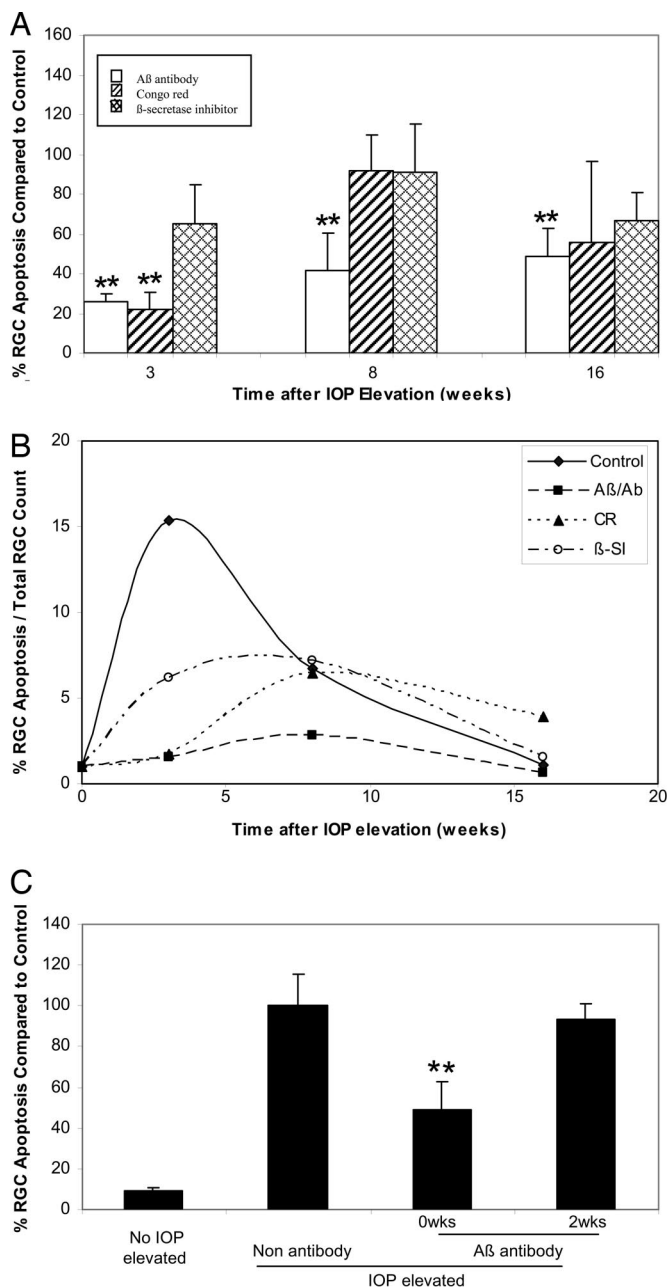 A
% RGC Apoptosis Compared to Control
160
140
120
100
80
60
40
20
0
Aß antibody
Congo red
ß-secretase inhibitor
**
**
**
**
3
8
16
Time after IOP Elevation (weeks)
B
% RGC Apoptosis / Total RGC Count
20
15
10
5
0
Control
Aß/Ab
CR
ß-SI
0
5
10
15
20
Time after IOP elevation (weeks)
C
% RGC Apoptosis Compared to Control
140
120
100
80
60
40
20
0
**
No IOP
elevated
Non antibody
0wks
2wks
Aß antibody
IOP elevated